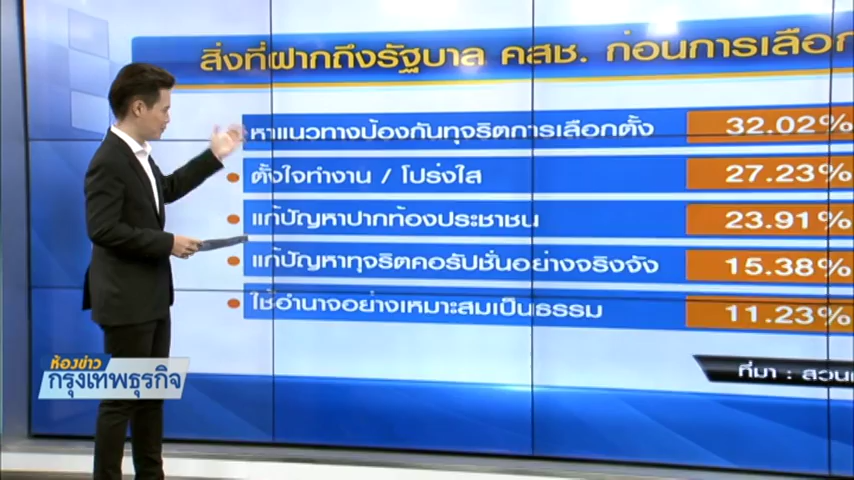 สิ่งที่ฝากถึงรัฐบาล คสช. ก่อนการเลือก
หาแนวทางป้องกันทุจริตการเลือกตั้ง 32.02%
ตั้งใจทำงาน / โปร่งใส 27.23%
แก้ปัญหาปากท้องประชาชน 23.91%
แก้ปัญหาทุจริตคอรัปชั่นอย่างจริงจัง 15.38%
ใช้อำนาจอย่างเหมาะสมเป็นธรรม 11.23%
ที่มา : สวน
ห้องข่าว
กรุงเทพธุรกิจ